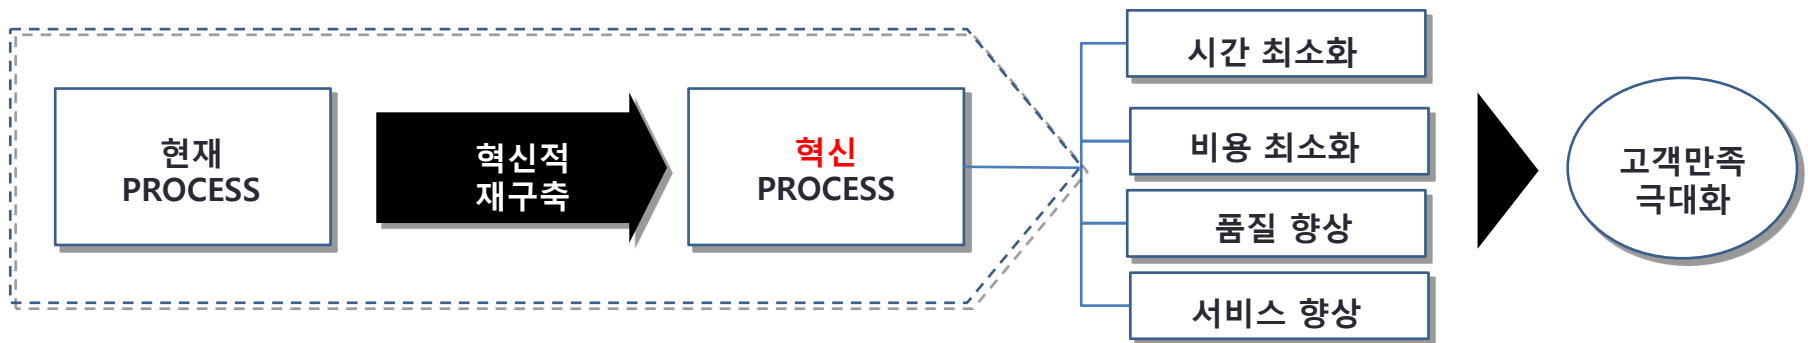 현재
PROCESS
혁신적
재구축
혁신
PROCESS
시간 최소화
비용 최소화
품질 향상
서비스 향상
고객만족
극대화